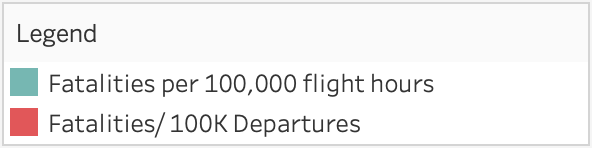 Legend
Fatalities per 100,000 flight hours
Fatalities/ 100K Departures